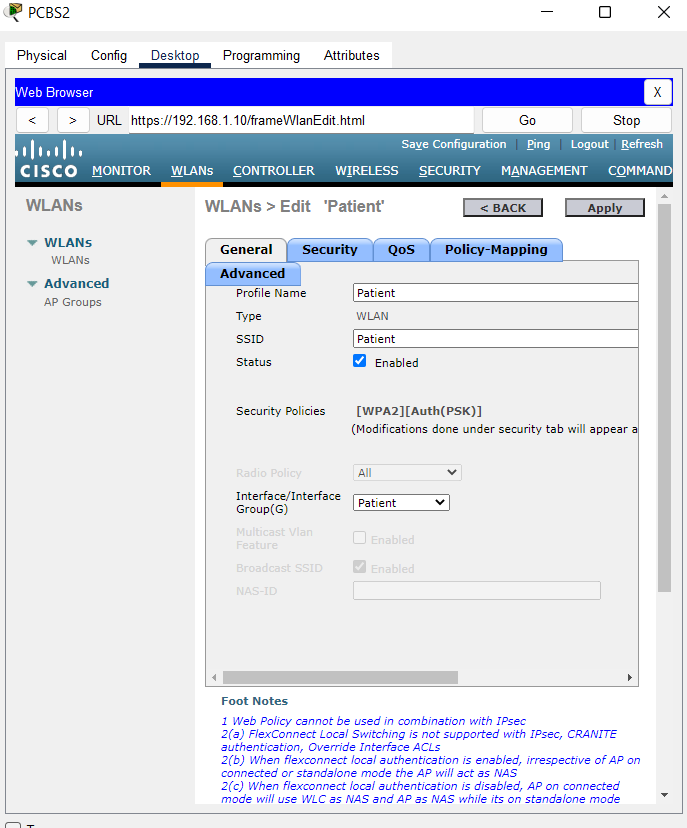 PCBS2
Physical Config Desktop Programming Attributes
Web Browser X
< > URL https://192.168.1.10/frameWlanEdit.html Go Stop
Save Configuration | Ping | Logout | Refresh
CISCO MONITOR WLANs CONTROLLER WIRELESS SECURITY MANAGEMENT COMMAND
WLANs
WLANs
WLANs
Advanced
AP Groups
WLANs > Edit 'Patient' < BACK Apply
General Security QoS Policy-Mapping
Advanced
Profile Name Patient
Type WLAN
SSID Patient
Status Enabled
Security Policies [WPA2][Auth(PSK)]
(Modifications done under security tab will appear a
Radio Policy All
Interface/Interface
Group(G) Patient
Multicast Vlan
Feature Enabled
Broadcast SSID Enabled
NAS-ID
Foot Notes
1 Web Policy cannot be used in combination with IPsec
2(a) FlexConnect Local Switching is not supported with IPsec, CRANITE
authentication, Override Interface ACLs
2(b) When flexconnect local authentication is enabled, irrespective of AP on
connected or standalone mode the AP will act as NAS
2(c) When flexconnect local authentication is disabled, AP on connected
mode will use WLC as NAS and AP as NAS while its on standalone mode